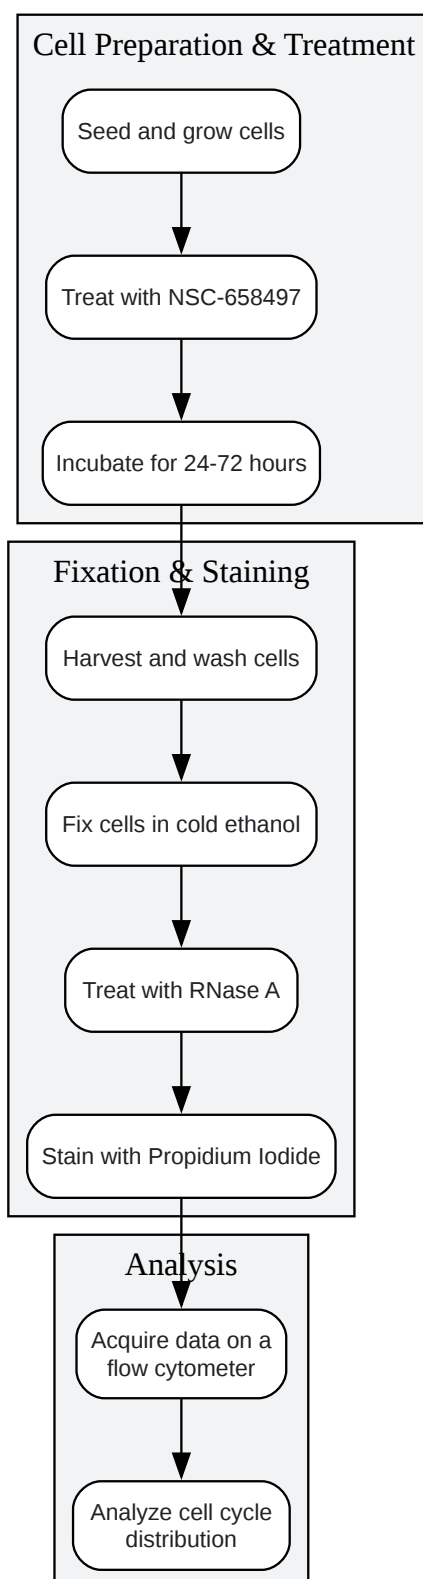 Cell Preparation & Treatment
Seed and grow cells
Treat with NSC-658497
Incubate for 24-72 hours
Fixation & Staining
Harvest and wash cells
Fix cells in cold ethanol
Treat with RNase A
Stain with Propidium Iodide
Analysis
Acquire data on a
flow cytometer
Analyze cell cycle
distribution